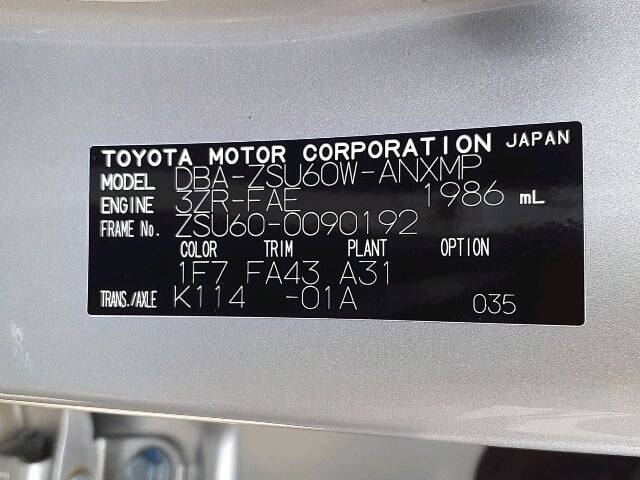 TOYOTA MOTOR CORPORATION JAPAN
MODEL DBA-ZSU60W-ANXMP
ENGINE 3ZR-FAE 1986 mL
FRAME No. ZSU60-0090192
COLOR TRIM PLANT OPTION
1F7 FA43 A31
TRANS./AXLE K114 -01A 035